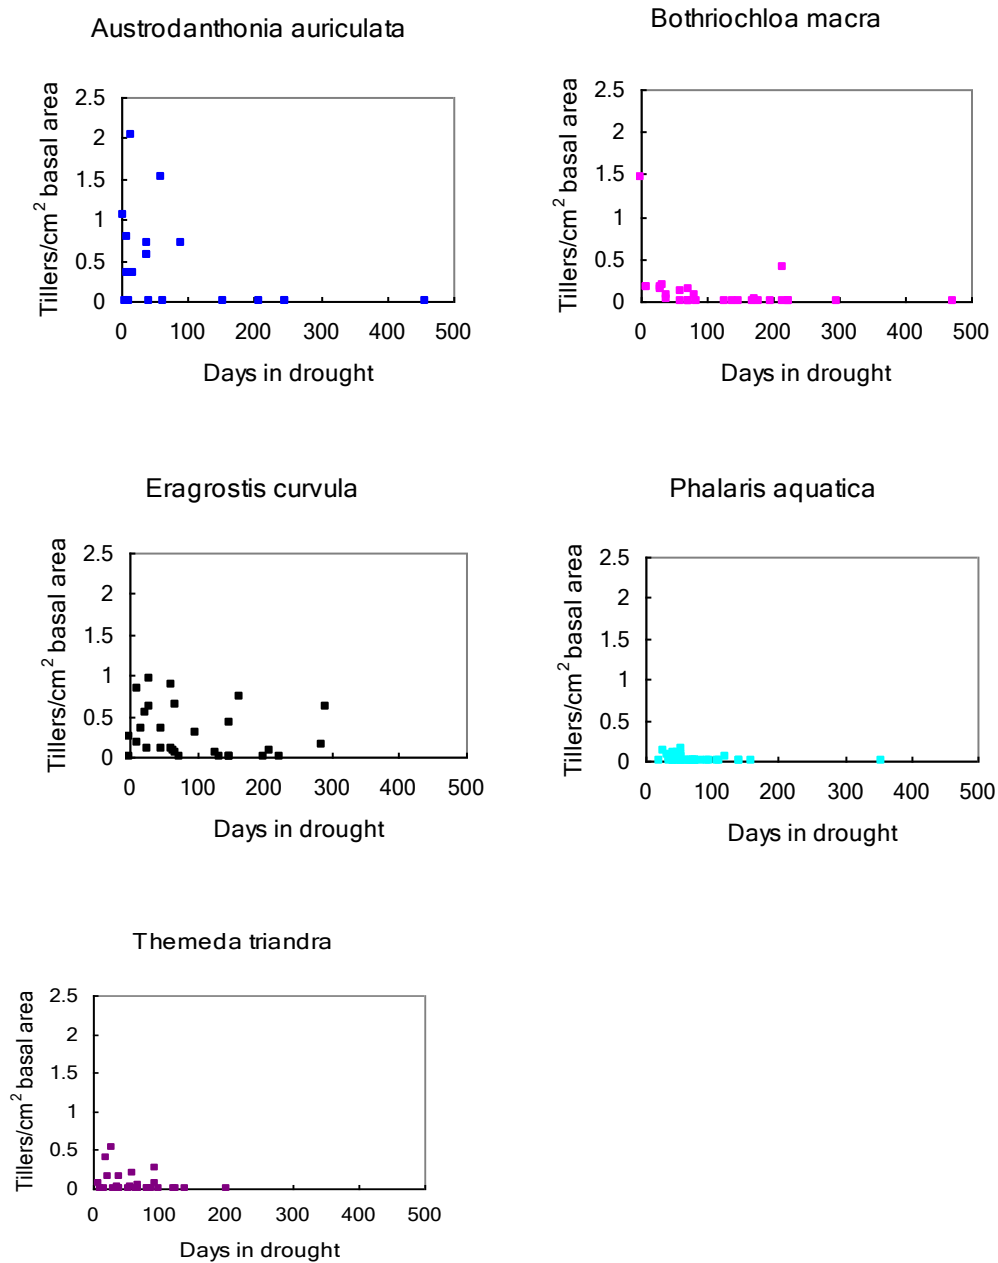 Austrodanthonia auriculata
Tillers/cm² basal area
2.5
2
1.5
1
0.5
0
0 100 200 300 400 500
Days in drought
Bothriochloa macra
Tillers/cm² basal area
2.5
2
1.5
1
0.5
0
0 100 200 300 400 500
Days in drought
Eragrostis curvula
Tillers/cm² basal area
2.5
2
1.5
1
0.5
0
0 100 200 300 400 500
Days in drought
Phalaris aquatica
Tillers/cm² basal area
2.5
2
1.5
1
0.5
0
0 100 200 300 400 500
Days in drought
Themeda triandra
Tillers/cm² basal area
2.5
2
1.5
1
0.5
0
0 100 200 300 400 500
Days in drought